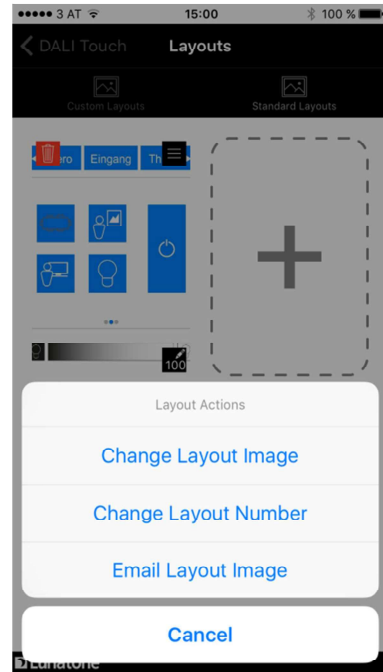 3 AT 15:00 100 %
DALI Touch Layouts
Custom Layouts Standard Layouts
Eingang
100
Layout Actions
Change Layout Image
Change Layout Number
Email Layout Image
Cancel
Lunatone